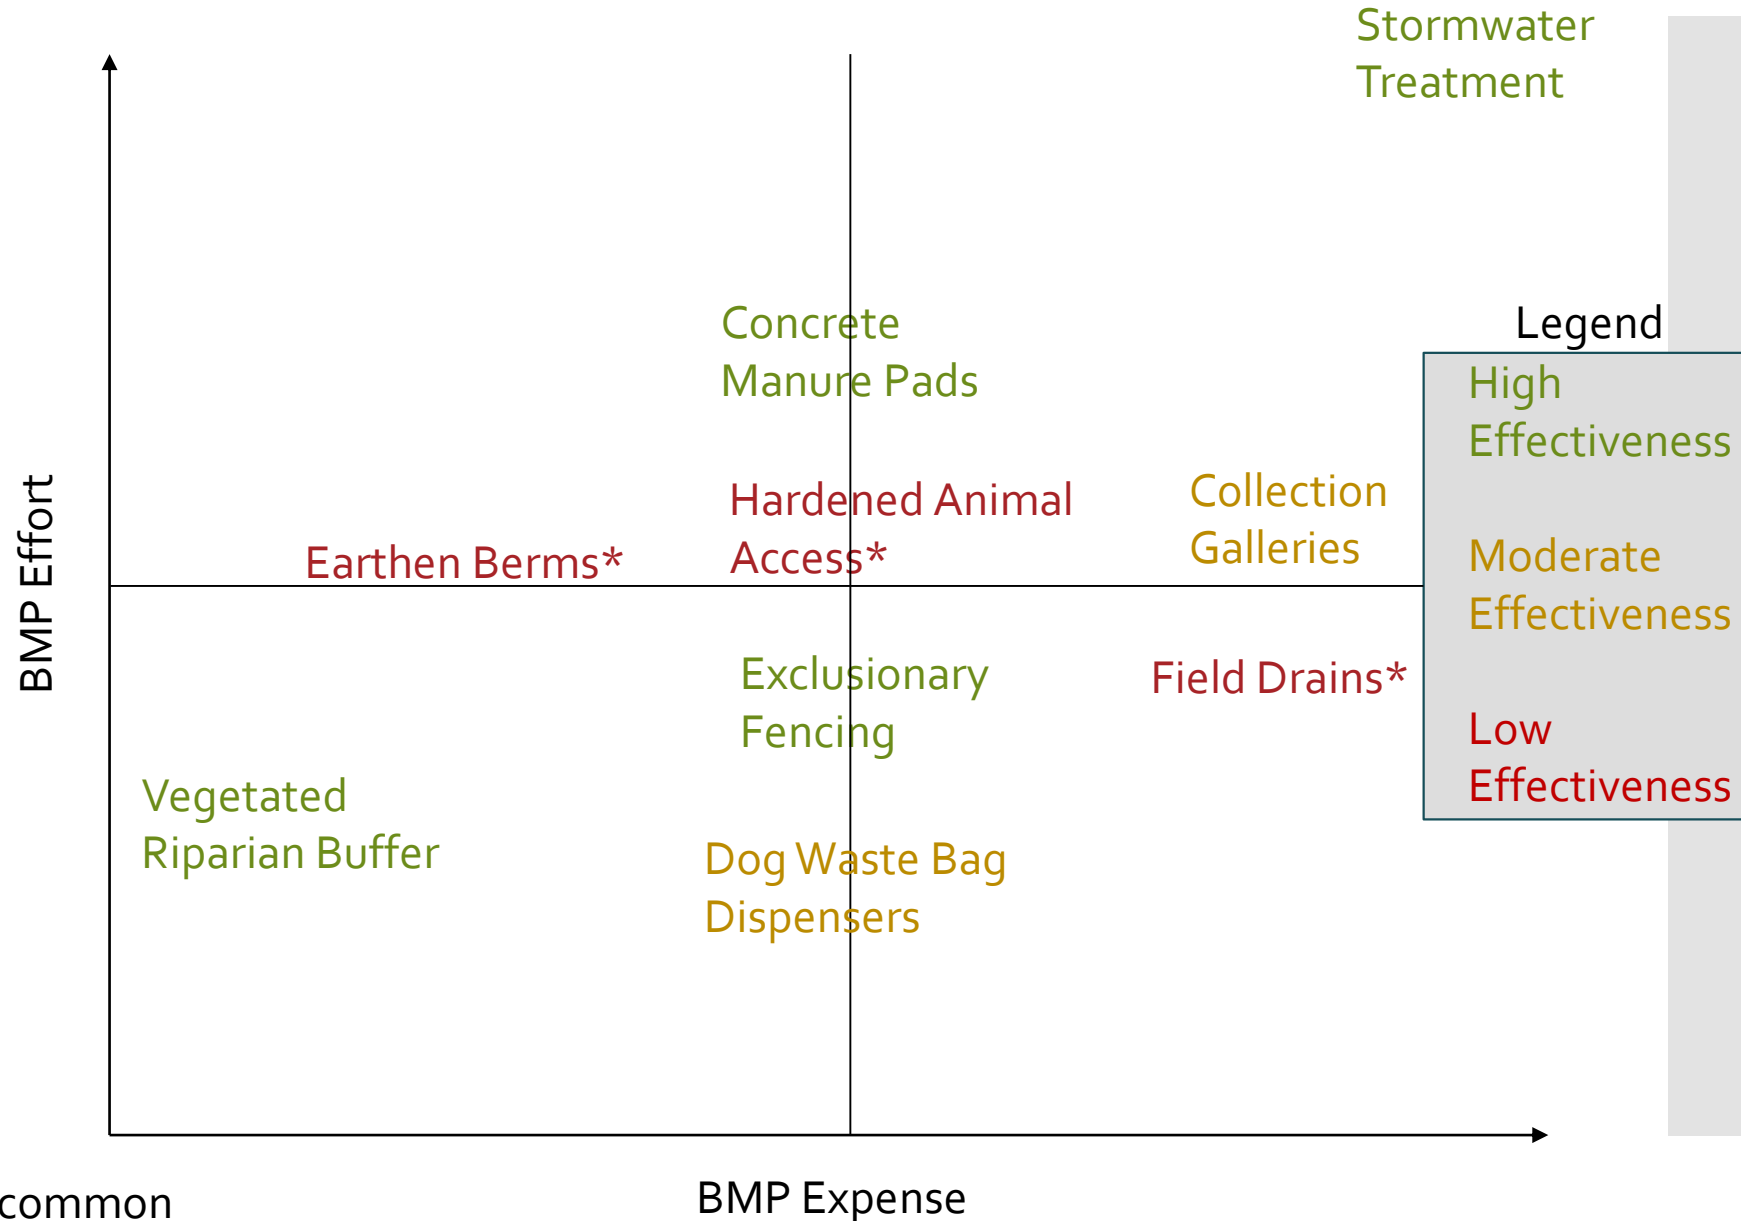 Stormwater
Treatment
Concrete
Manure Pads
Legend
High
Effectiveness
Hardened Animal
Access*
Collection
Galleries
Earthen Berms*
Moderate
Effectiveness
BMP Effort
Exclusionary
Fencing
Field Drains*
Low
Effectiveness
Vegetated
Riparian Buffer
Dog Waste Bag
Dispensers
common
BMP Expense